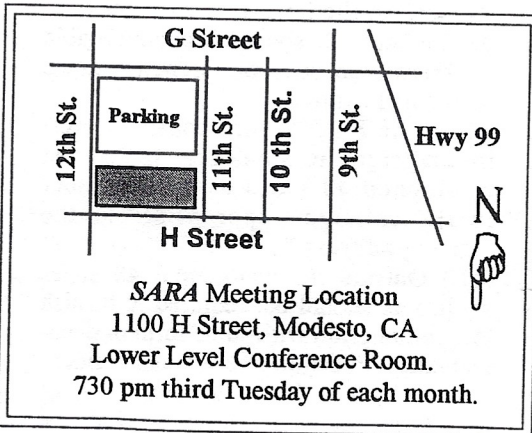 G Street
Parking
12th St.
11th St.
10 th St.
9th St.
Hwy 99
N
H Street
SARA Meeting Location
1100 H Street, Modesto, CA
Lower Level Conference Room.
730 pm third Tuesday of each month.